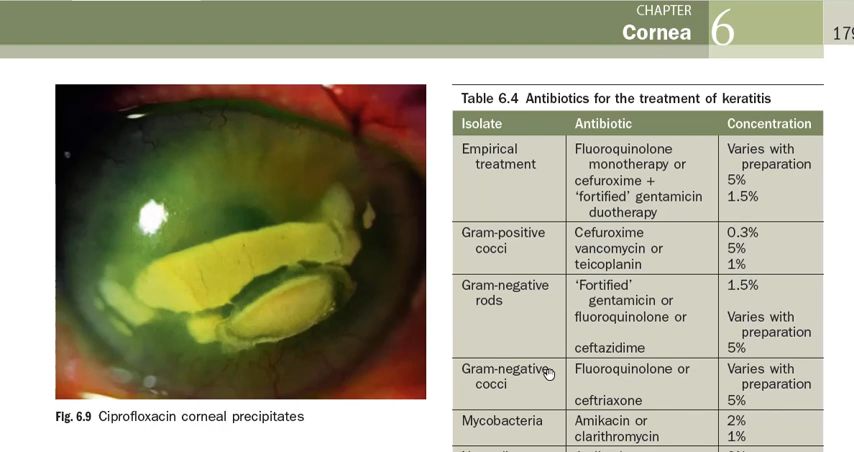 CHAPTER
Cornea
6
179
Fig. 6.9 Ciprofloxacin corneal precipitates
Table 6.4 Antibiotics for the treatment of keratitis
Isolate Antibiotic Concentration
Empirical Fluoroquinolone Varies with
treatment monotherapy or preparation
cefuroxime + 5%
‘fortified’ gentamicin 1.5%
duotherapy
Gram-positive Cefuroxime 0.3%
cocci vancomycin or 5%
teicoplanin 1%
Gram-negative ‘Fortified’ 1.5%
rods gentamicin or
fluoroquinolone or Varies with
preparation
ceftazidime 5%
Gram-negative Fluoroquinolone or Varies with
cocci preparation
ceftriaxone 5%
Mycobacteria Amikacin or 2%
clarithromycin 1%